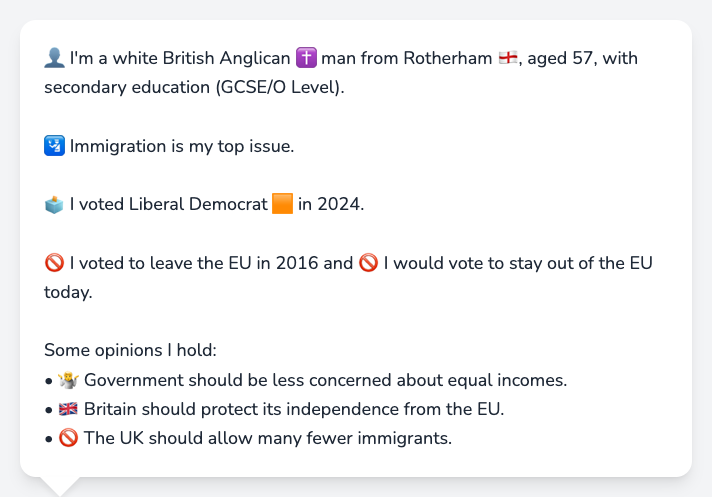 👤 I'm a white British Anglican ✝️ man from Rotherham 🏴󠁧󠁢󠁥󠁮󠁧󠁿, aged 57, with
secondary education (GCSE/O Level).
🛂 Immigration is my top issue.
🗳️ I voted Liberal Democrat 🟧 in 2024.
🚫 I voted to leave the EU in 2016 and 🚫 I would vote to stay out of the EU
today.
Some opinions I hold:
• 🤷 Government should be less concerned about equal incomes.
• 🇬🇧 Britain should protect its independence from the EU.
• 🚫 The UK should allow many fewer immigrants.